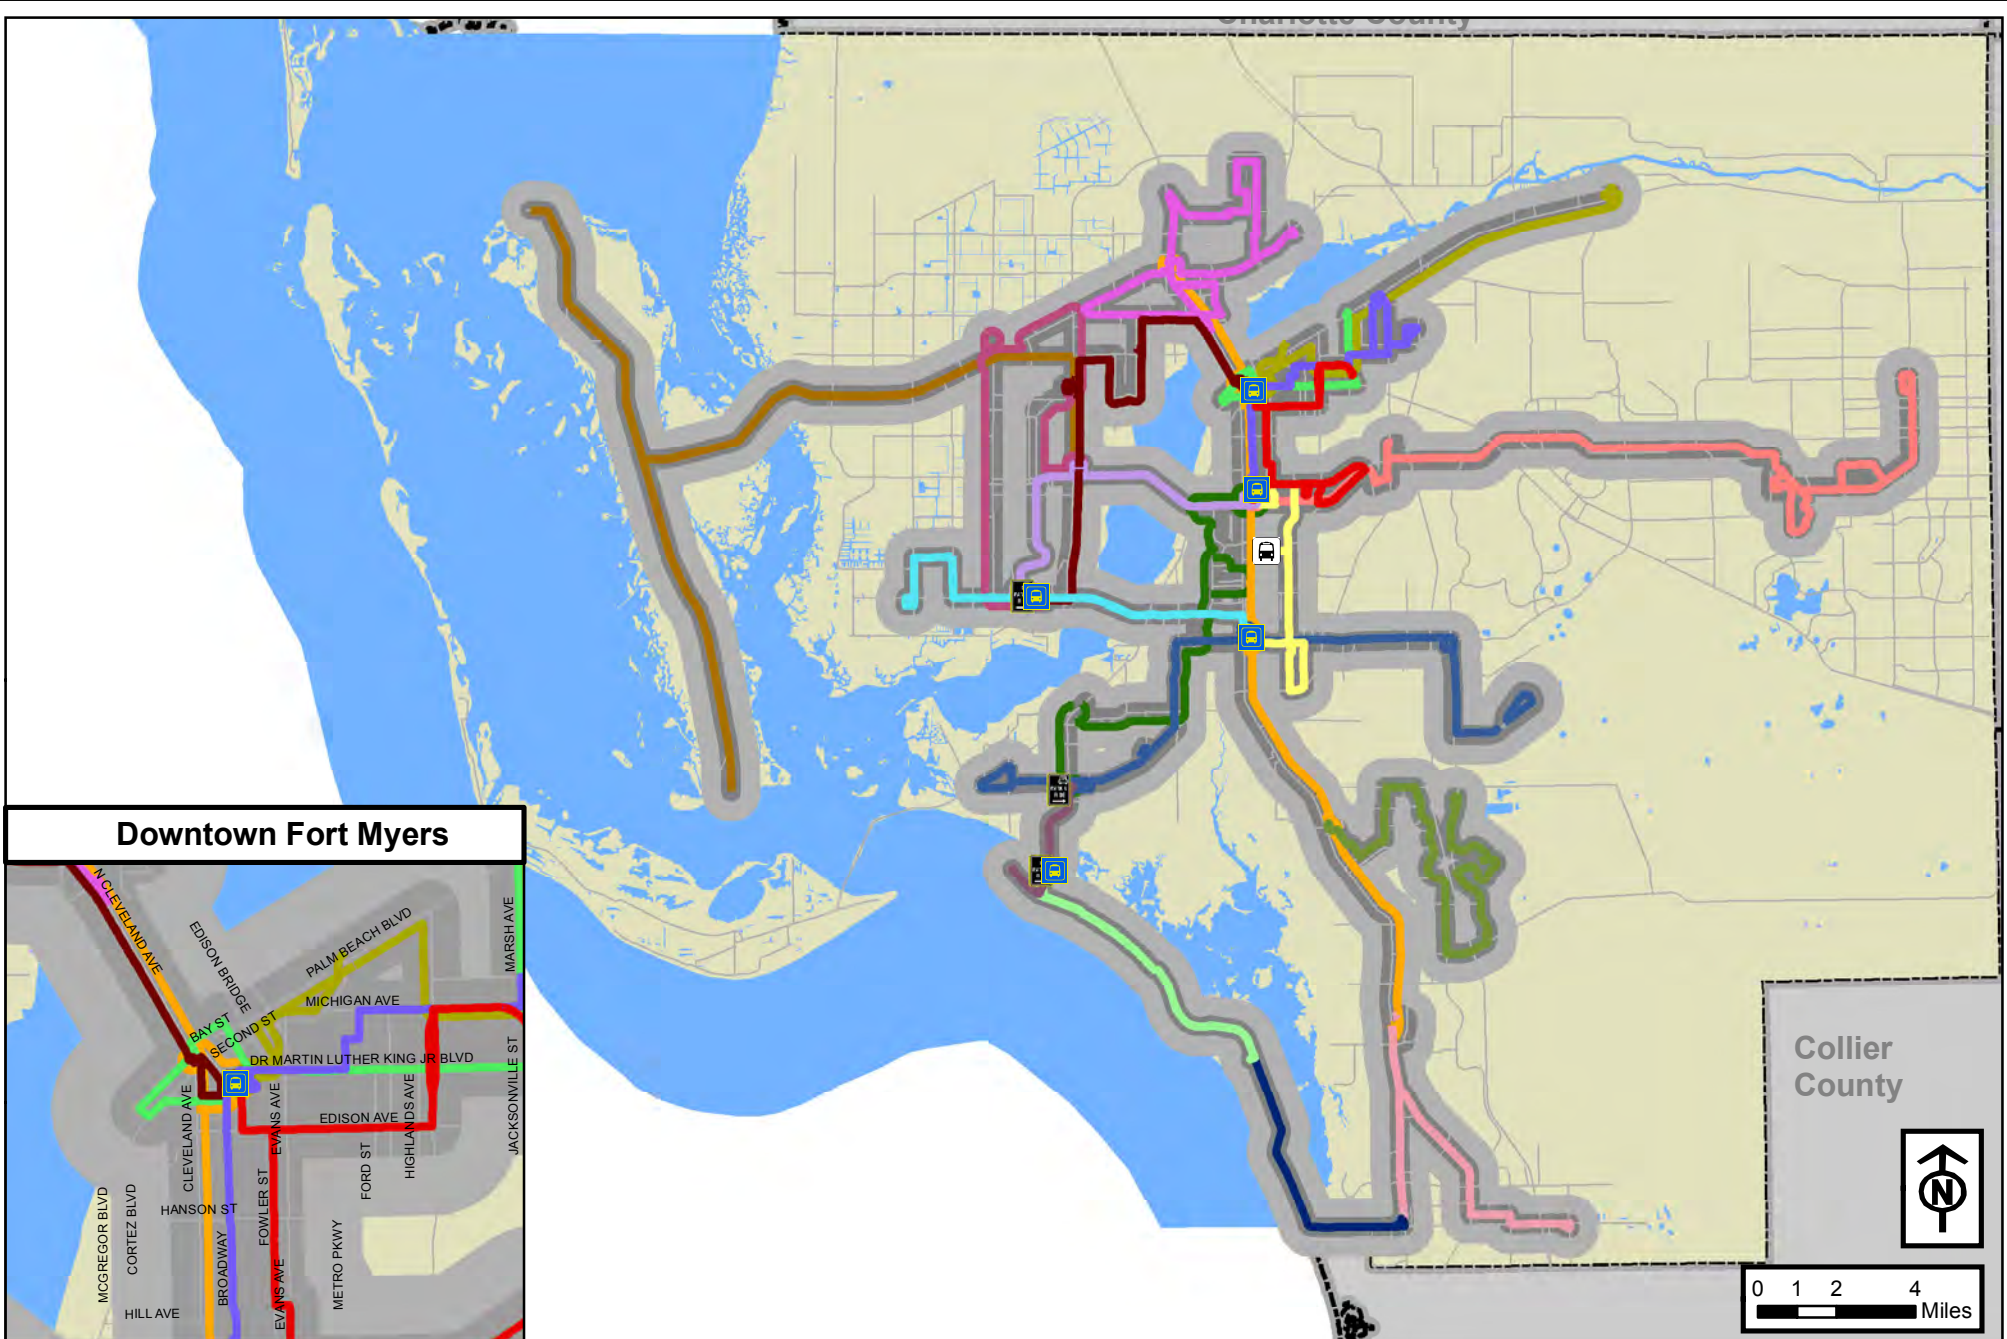 Charlotte County
Downtown Fort Myers
N CLEVELAND AVE
EDISON BRIDGE
PALM BEACH BLVD
MARSH AVE
MICHIGAN AVE
BAY ST
SECOND ST
DR MARTIN LUTHER KING JR BLVD
CLEVELAND AVE
EVANS AVE
EDISON AVE
HIGHLANDS AVE
JACKSONVILLE ST
FORD ST
FOWLER ST
MCGREGOR BLVD
CORTEZ BLVD
HANSON ST
BROADWAY
METRO PKWY
EVANS AVE
HILL AVE
Collier
County
N
0 1 2 4
Miles